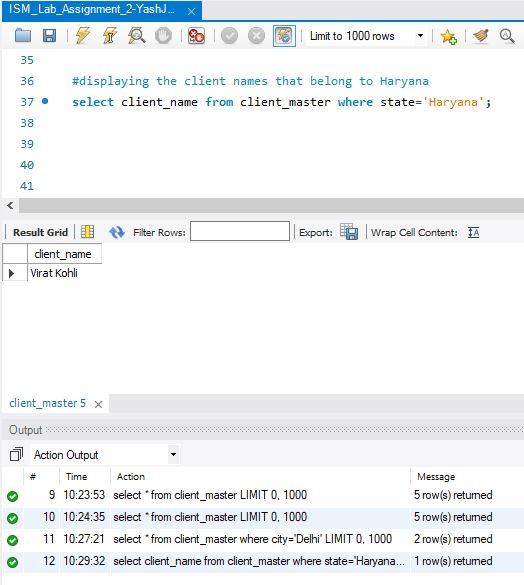 ISM_Lab_Assignment_2-YashJ...
Limit to 1000 rows
35
36 #displaying the client names that belong to Haryana
37 select client_name from client_master where state='Haryana';
38
39
40
41
Result Grid Filter Rows: Export: Wrap Cell Content:
client_name
Virat Kohli
client_master 5
Output
Action Output
# Time Action Message
9 10:23:53 select * from client_master LIMIT 0, 1000 5 row(s) returned
10 10:24:35 select * from client_master LIMIT 0, 1000 5 row(s) returned
11 10:27:21 select * from client_master where city='Delhi' LIMIT 0, 1000 2 row(s) returned
12 10:29:32 select client_name from client_master where state='Haryana... 1 row(s) returned